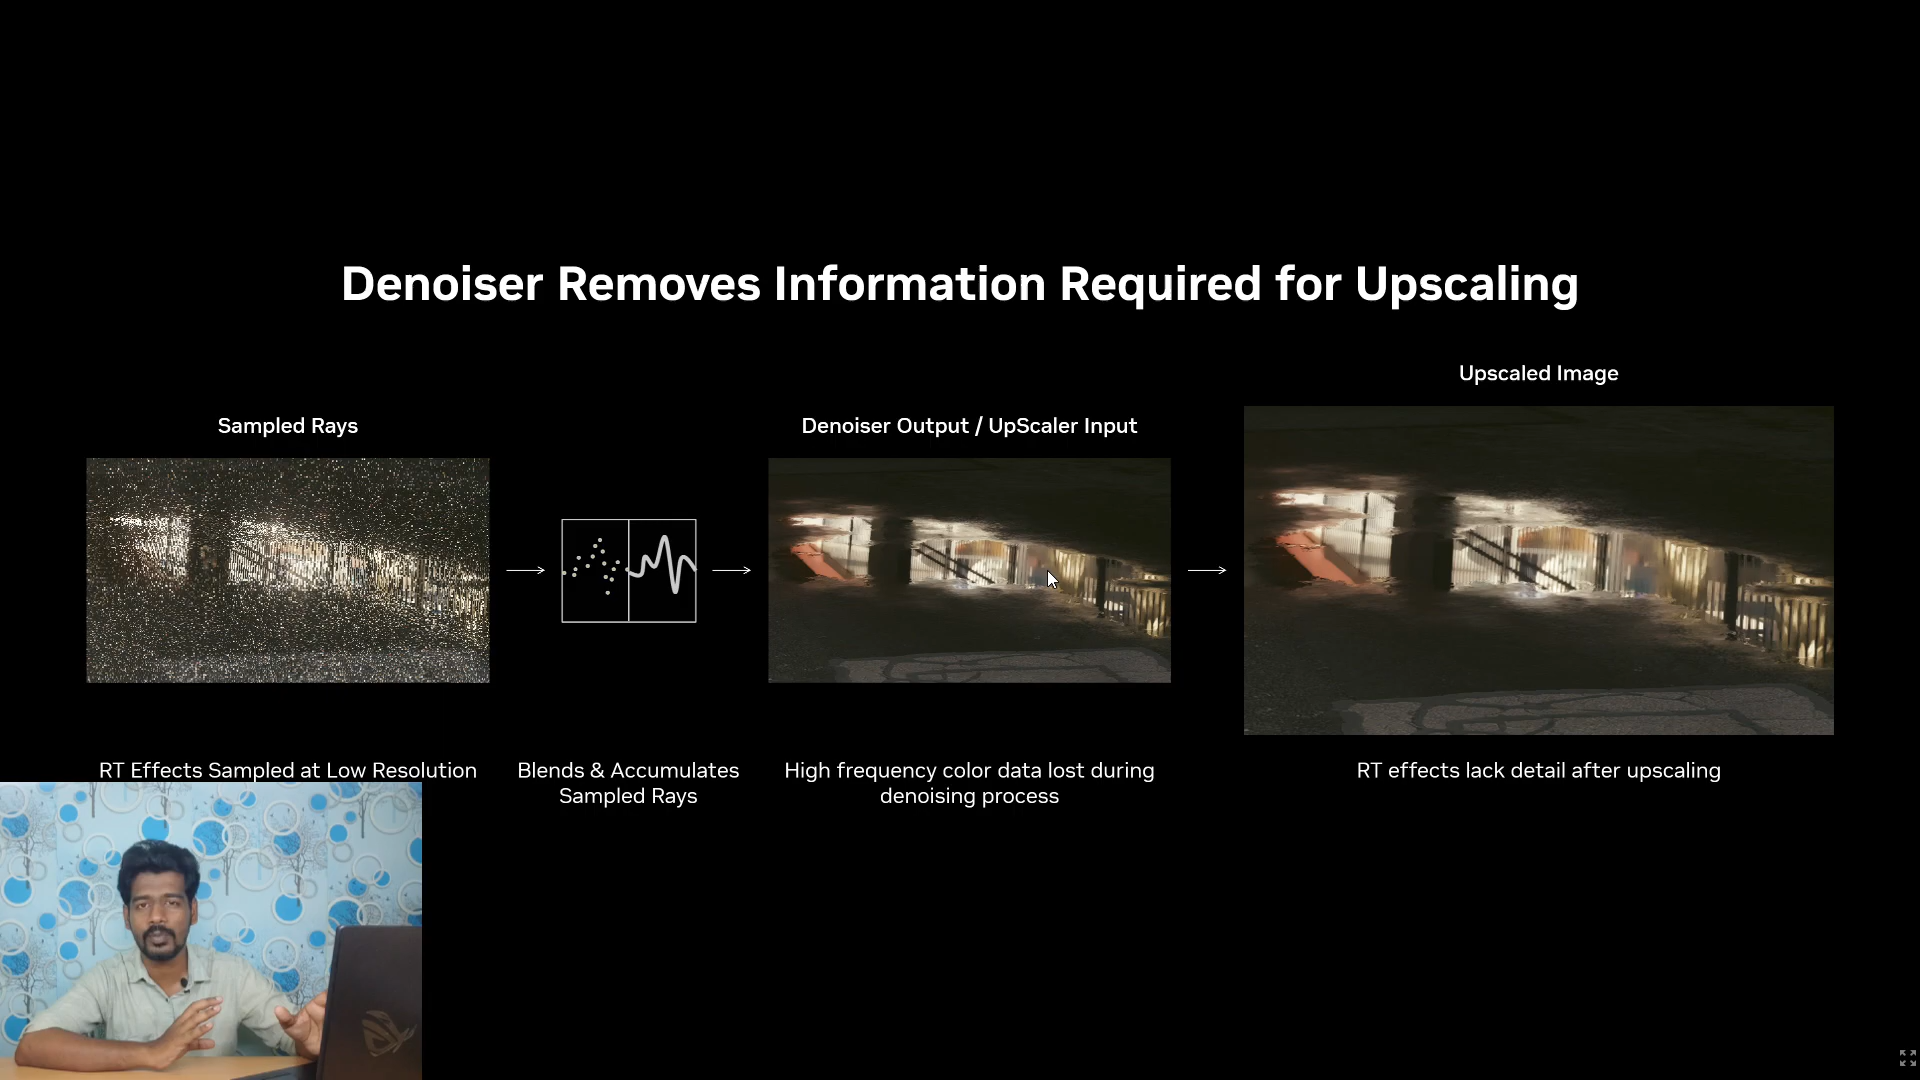 Denoiser Removes Information Required for Upscaling
Upscaled Image
Sampled Rays
Denoiser Output / UpScaler Input
RT Effects Sampled at Low Resolution
Blends & Accumulates
Sampled Rays
High frequency color data lost during
denoising process
RT effects lack detail after upscaling